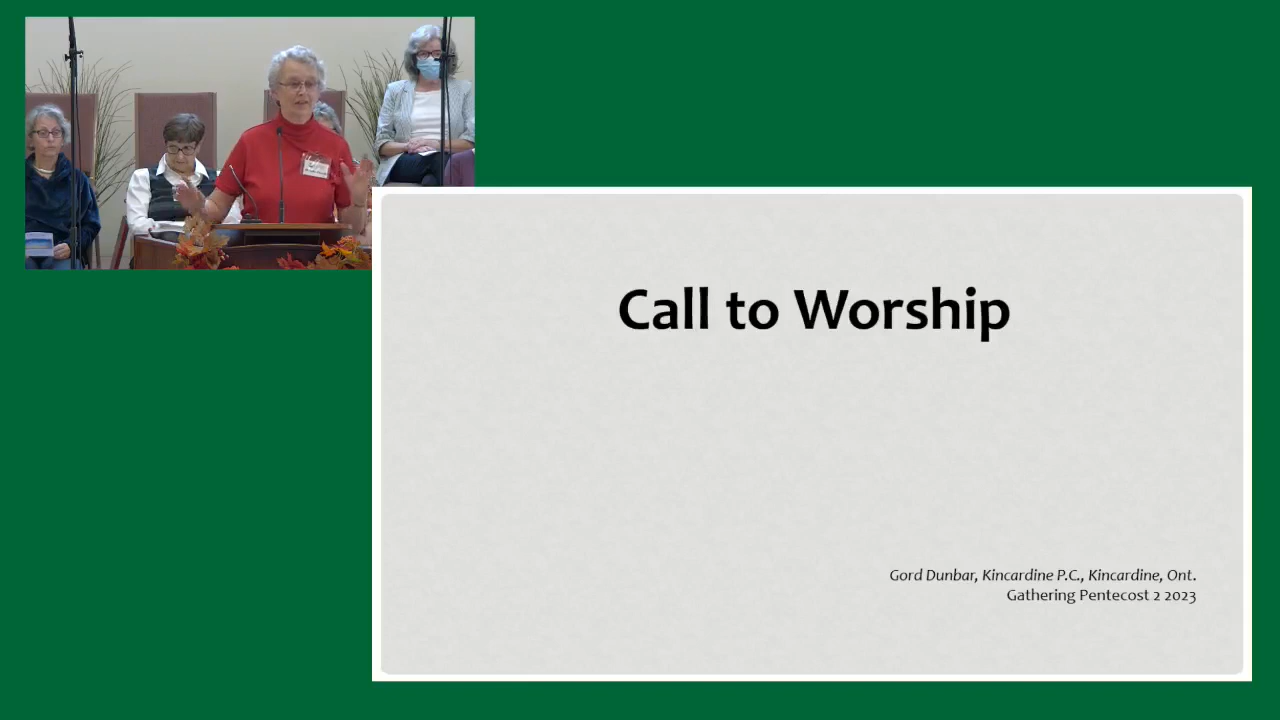 Call to Worship
Gord Dunbar, Kincardine P.C., Kincardine, Ont.
Gathering Pentecost 2 2023